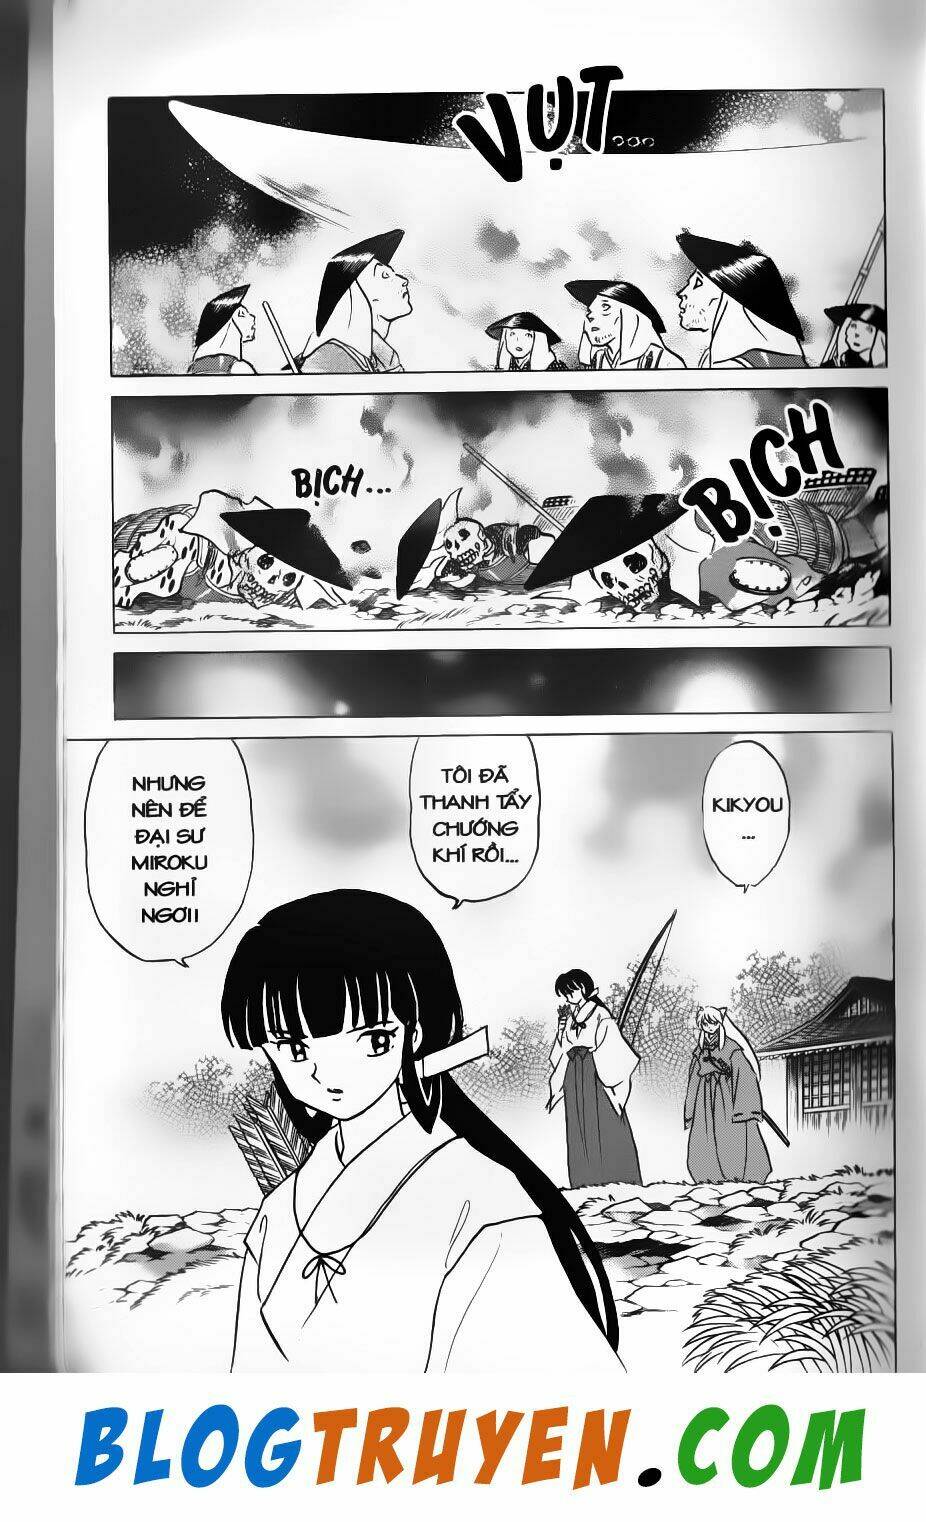 VỤT...
BỊCH...
BỊCH
KIKYOU
...
TÔI ĐÃ
THANH TẨY
CHƯỚNG
KHÍ RỒI...
NHƯNG
NÊN ĐỂ
ĐẠI SƯ
MIROKU
NGHỈ
NGƠI!
BLOGTRUYEN.COM